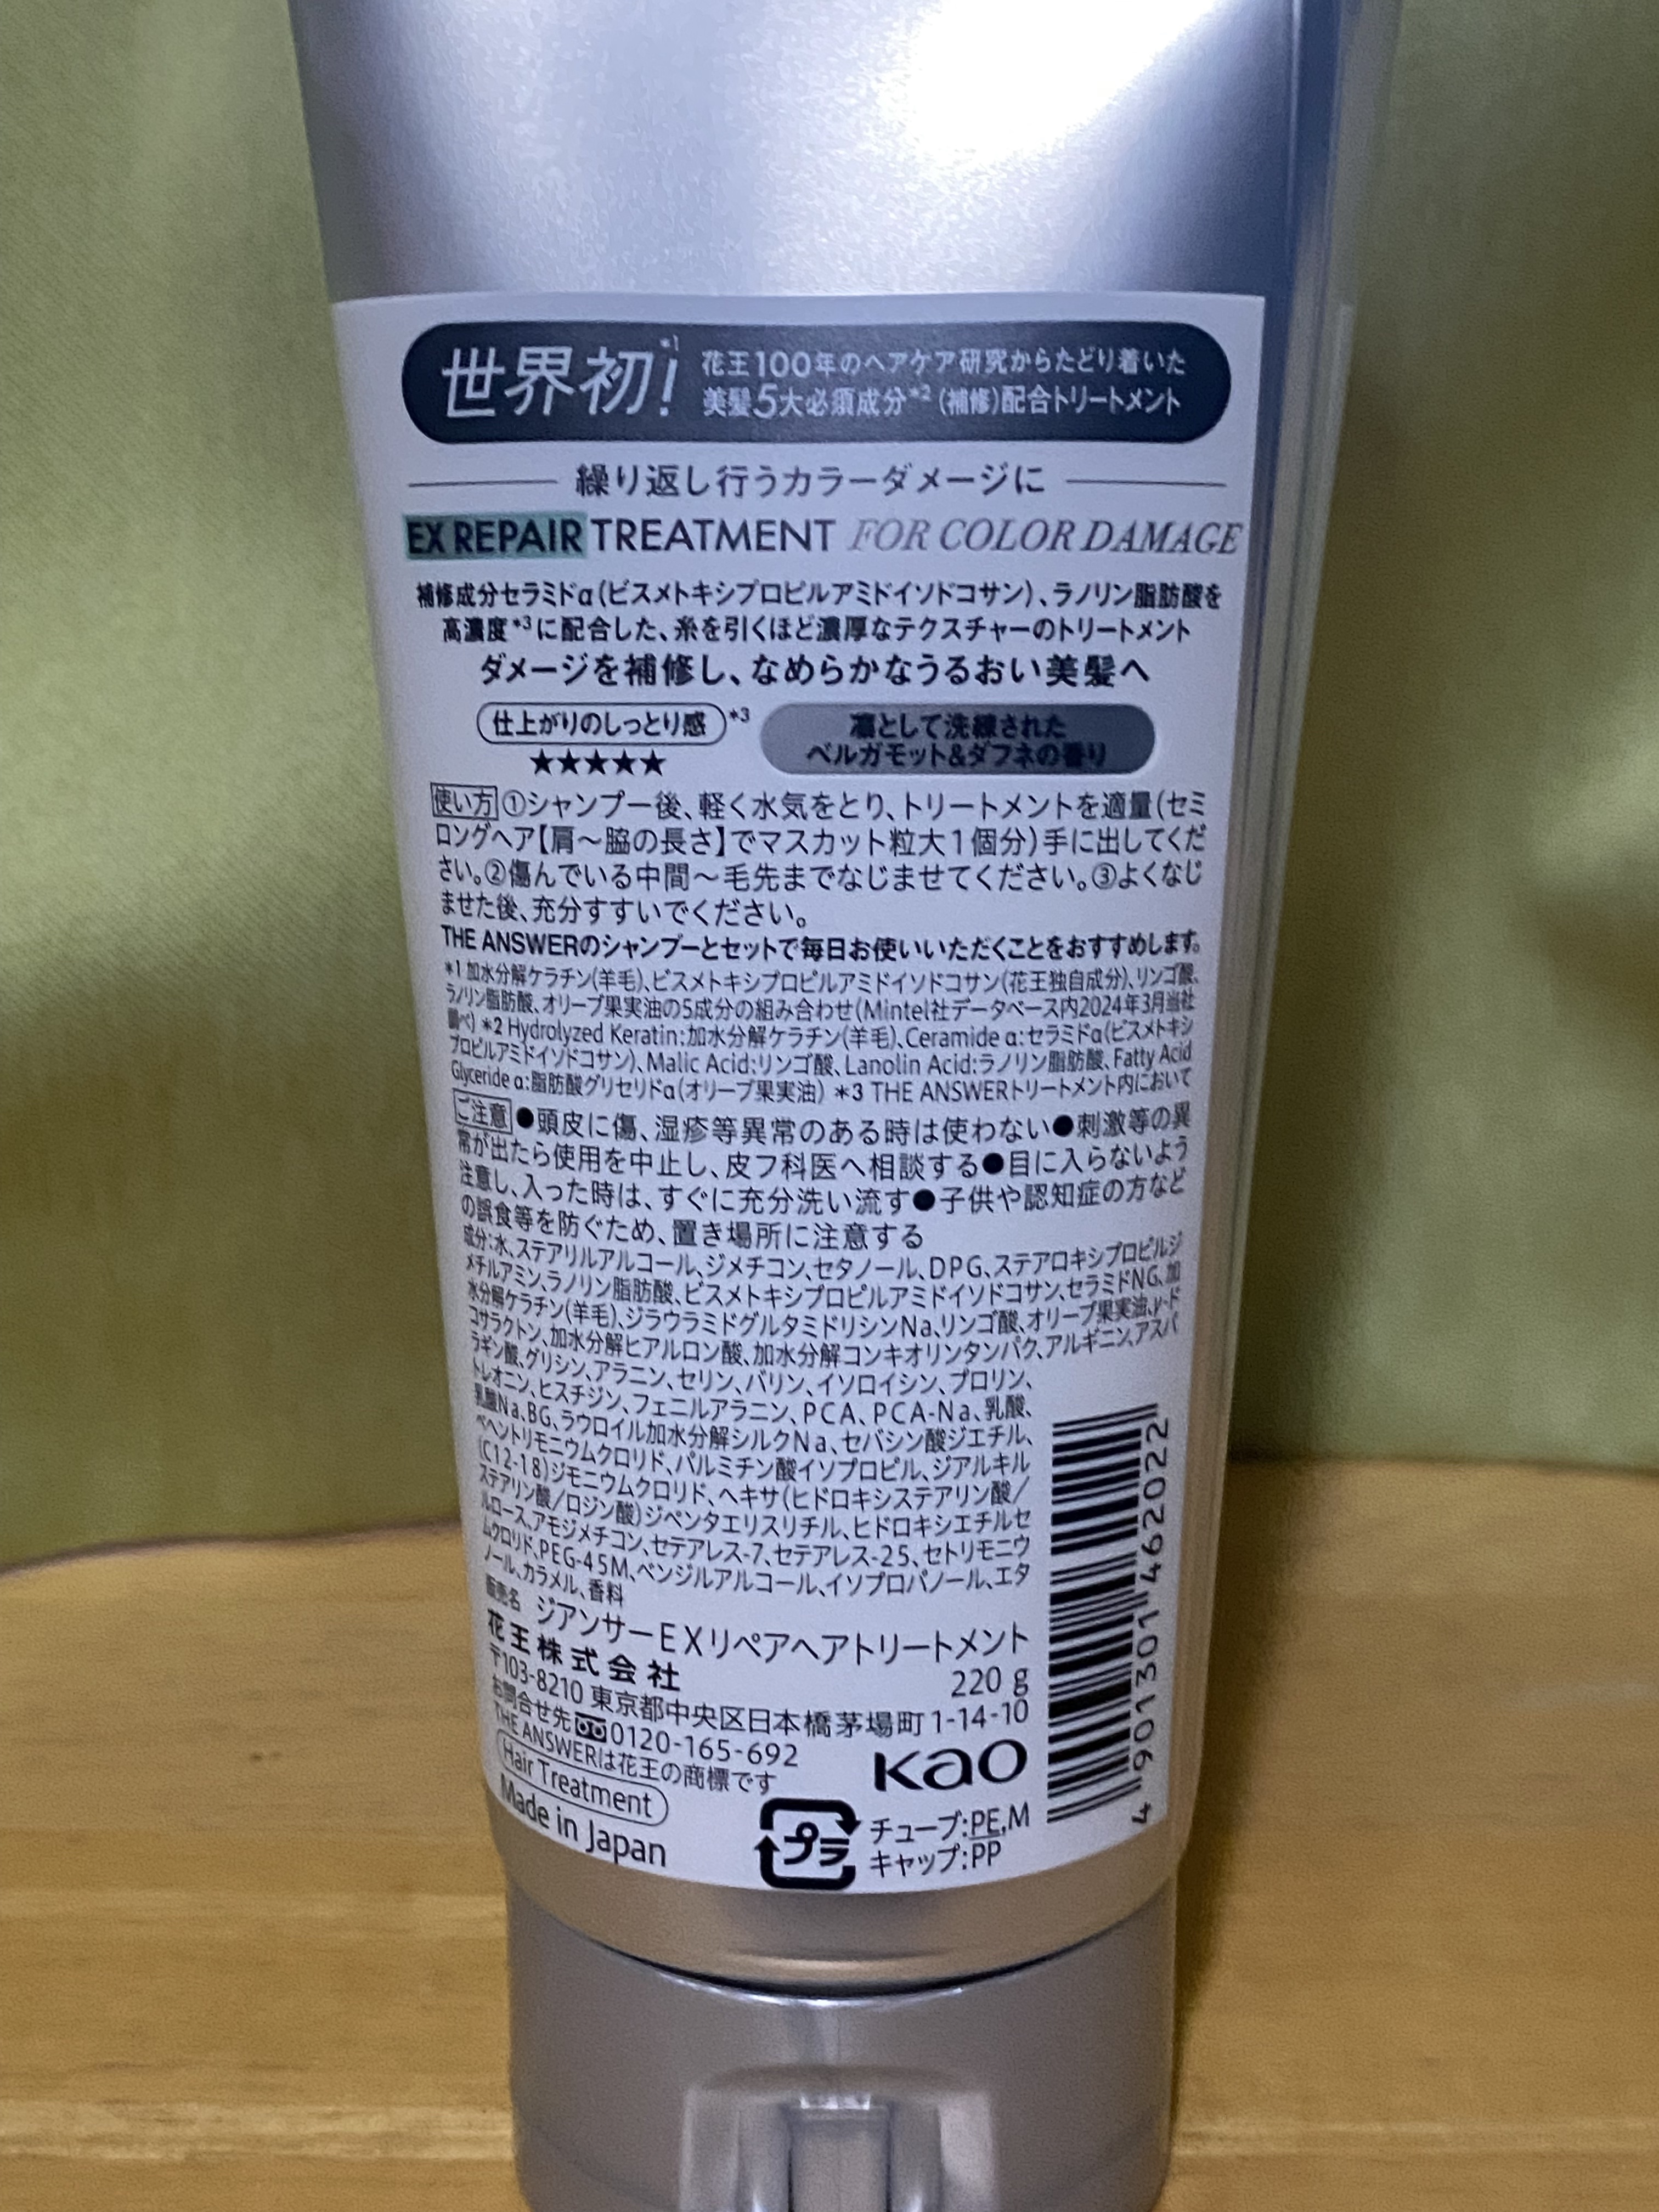 世界初!*1
花王100年のヘアケア研究からたどり着いた
美髪5大必須成分*2(補修)配合トリートメント
繰り返し行うカラーダメージに
EX REPAIR TREATMENT FOR COLOR DAMAGE
補修成分セラミドα(ビスメトキシプロピルアミドイソドコサン)、ラノリン脂肪酸を
高濃度*3に配合した、糸を引くほど濃厚なテクスチャーのトリートメント
ダメージを補修し、なめらかなうるおい美髪へ
仕上がりのしっとり感*3
★★★★★
凛として洗練された
ベルガモット&ダフネの香り
使い方①シャンプー後、軽く水気をとり、トリートメントを適量(セミ
ロングヘア【肩〜脇の長さ】でマスカット粒大1個分)手に出してくだ
さい。②傷んでいる中間〜毛先までなじませてください。③よくなじ
ませた後、充分すすいでください。
THE ANSWERのシャンプーとセットで毎日お使いいただくことをおすすめします。
*1 加水分解ケラチン(羊毛)、ビスメトキシプロピルアミドイソドコサン(花王独自成分)、リンゴ酸、
ラノリン脂肪酸、オリーブ果実油の5成分の組み合わせ(Mintel社データベース内2024年3月当社
調べ) *2 Hydrolyzed Keratin:加水分解ケラチン(羊毛)、Ceramide α:セラミドα(ビスメトキシ
プロピルアミドイソドコサン)、Malic Acid:リンゴ酸、Lanolin Acid:ラノリン脂肪酸、Fatty Acid
Glyceride α:脂肪酸グリセリドα(オリーブ果実油) *3 THE ANSWERトリートメント内において
ご注意●頭皮に傷、湿疹等異常のある時は使わない●刺激等の異
常が出たら使用を中止し、皮フ科医へ相談する●目に入らないよう
注意し、入った時は、すぐに充分洗い流す●子供や認知症の方など
の誤食等を防ぐため、置き場所に注意する
成分:水、ステアリルアルコール、ジメチコン、セタノール、DPG、ステアロキシプロピルジ
メチルアミン、ラノリン脂肪酸、ビスメトキシプロピルアミドイソドコサン、セラミドNG、加
水分解ケラチン(羊毛)、ジラウラミドグルタミドリシンNa、リンゴ酸、オリーブ果実油、γ-ド
コサラクトン、加水分解ヒアルロン酸、加水分解コンキオリンタンパク、アルギニン、アスパ
ラギン酸、グリシン、アラニン、セリン、バリン、イソロイシン、プロリン、
トレオニン、ヒスチジン、フェニルアラニン、PCA、PCA-Na、乳酸、
乳酸Na、BG、ラウロイル加水分解シルクNa、セバシン酸ジエチル、
ベヘントリモニウムクロリド、パルミチン酸イソプロピル、ジアルキル
(C12-18)ジモニウムクロリド、ヘキサ(ヒドロキシステアリン酸/
ステアリン酸/ロジン酸)ジペンタエリスリチル、ヒドロキシエチルセ
ルロース、アモジメチコン、セテアレス-7、セテアレス-25、セトリモニウ
ムクロリド、PEG-45M、ベンジルアルコール、イソプロパノール、エタ
ノール、カラメル、香料
販売名 ジアンサーEXリペアヘアトリートメント
花王株式会社
220 g
〒103-8210 東京都中央区日本橋茅場町1-14-10
お問合せ先 0120-165-692
THE ANSWERは花王の商標です
Kao
Hair Treatment
Made in Japan
プラ
チューブ:PE,M
キャップ:PP
4 901301 462022